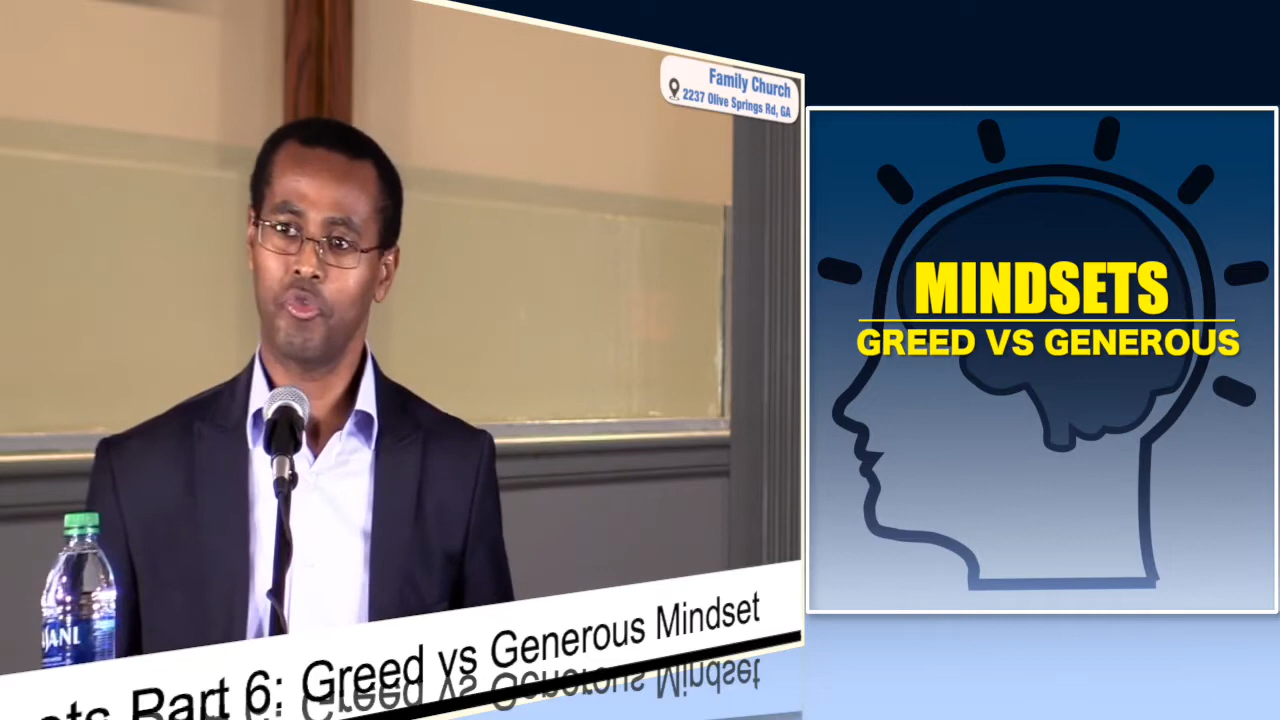 Family Church
2237 Olive Springs Rd, GA
MINDSETS
GREED VS GENEROUS
Part 6: Greed vs Generous Mindset